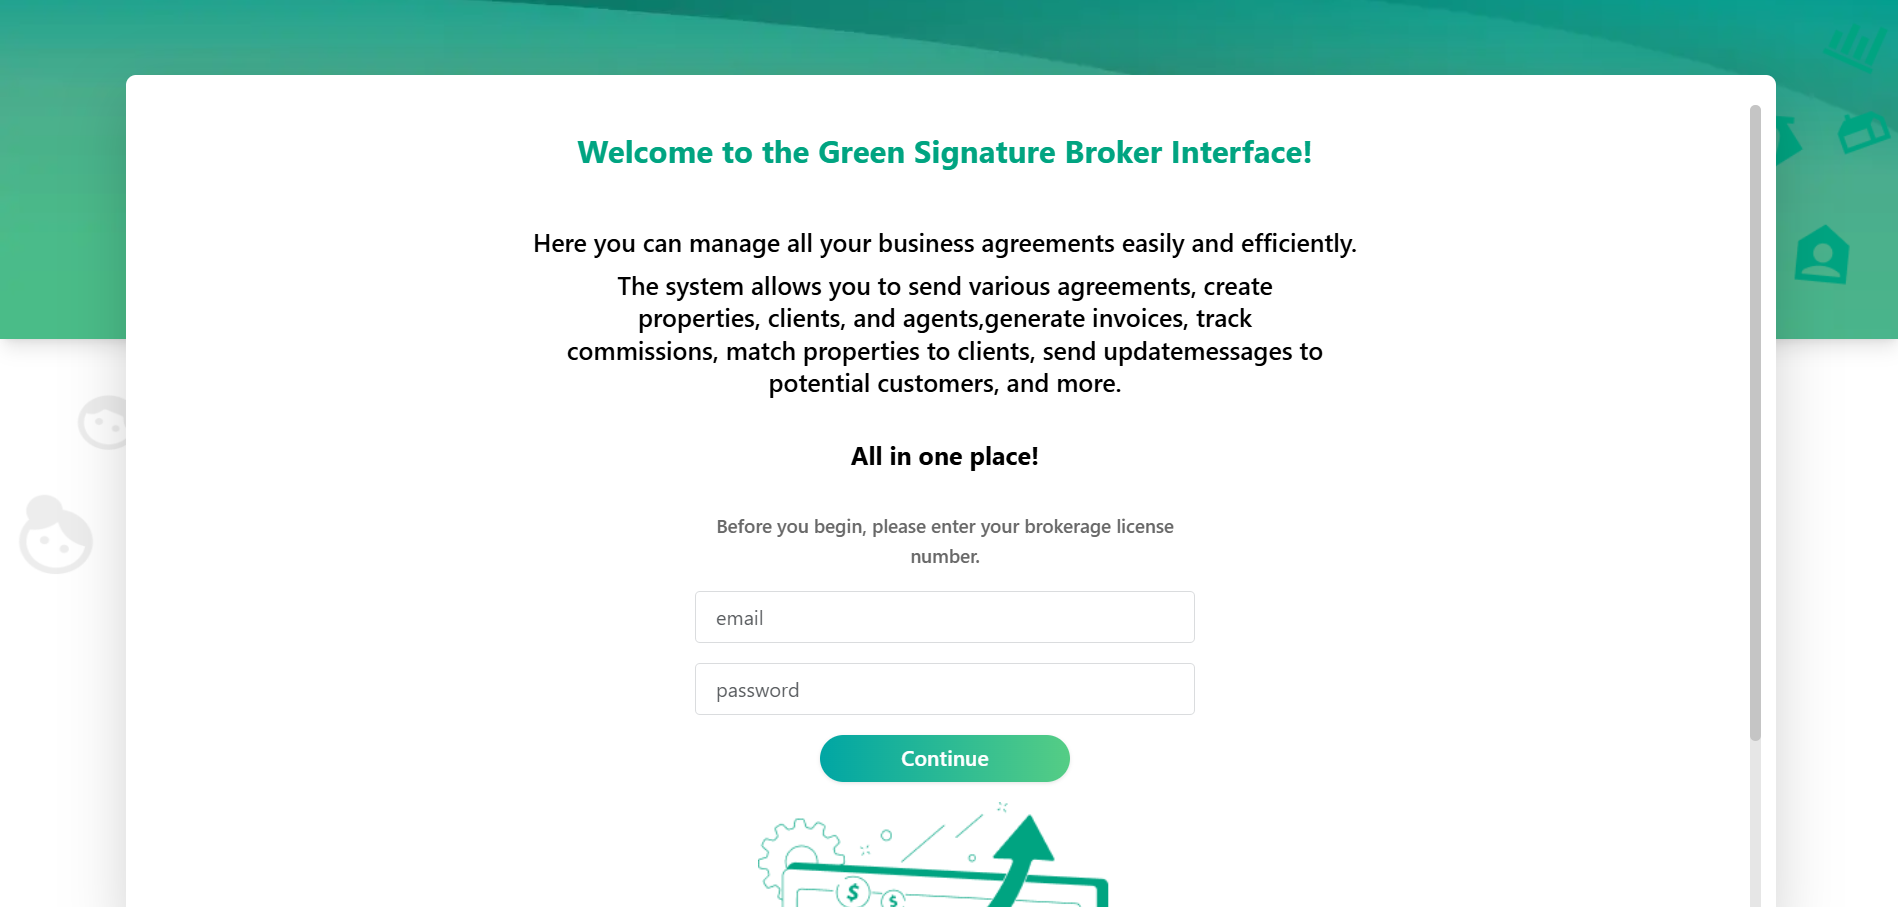 Welcome to the Green Signature Broker Interface!
Here you can manage all your business agreements easily and efficiently.
The system allows you to send various agreements, create
properties, clients, and agents,generate invoices, track
commissions, match properties to clients, send updatemessages to
potential customers, and more.
All in one place!
Before you begin, please enter your brokerage license
number.
email
password
Continue
$
$